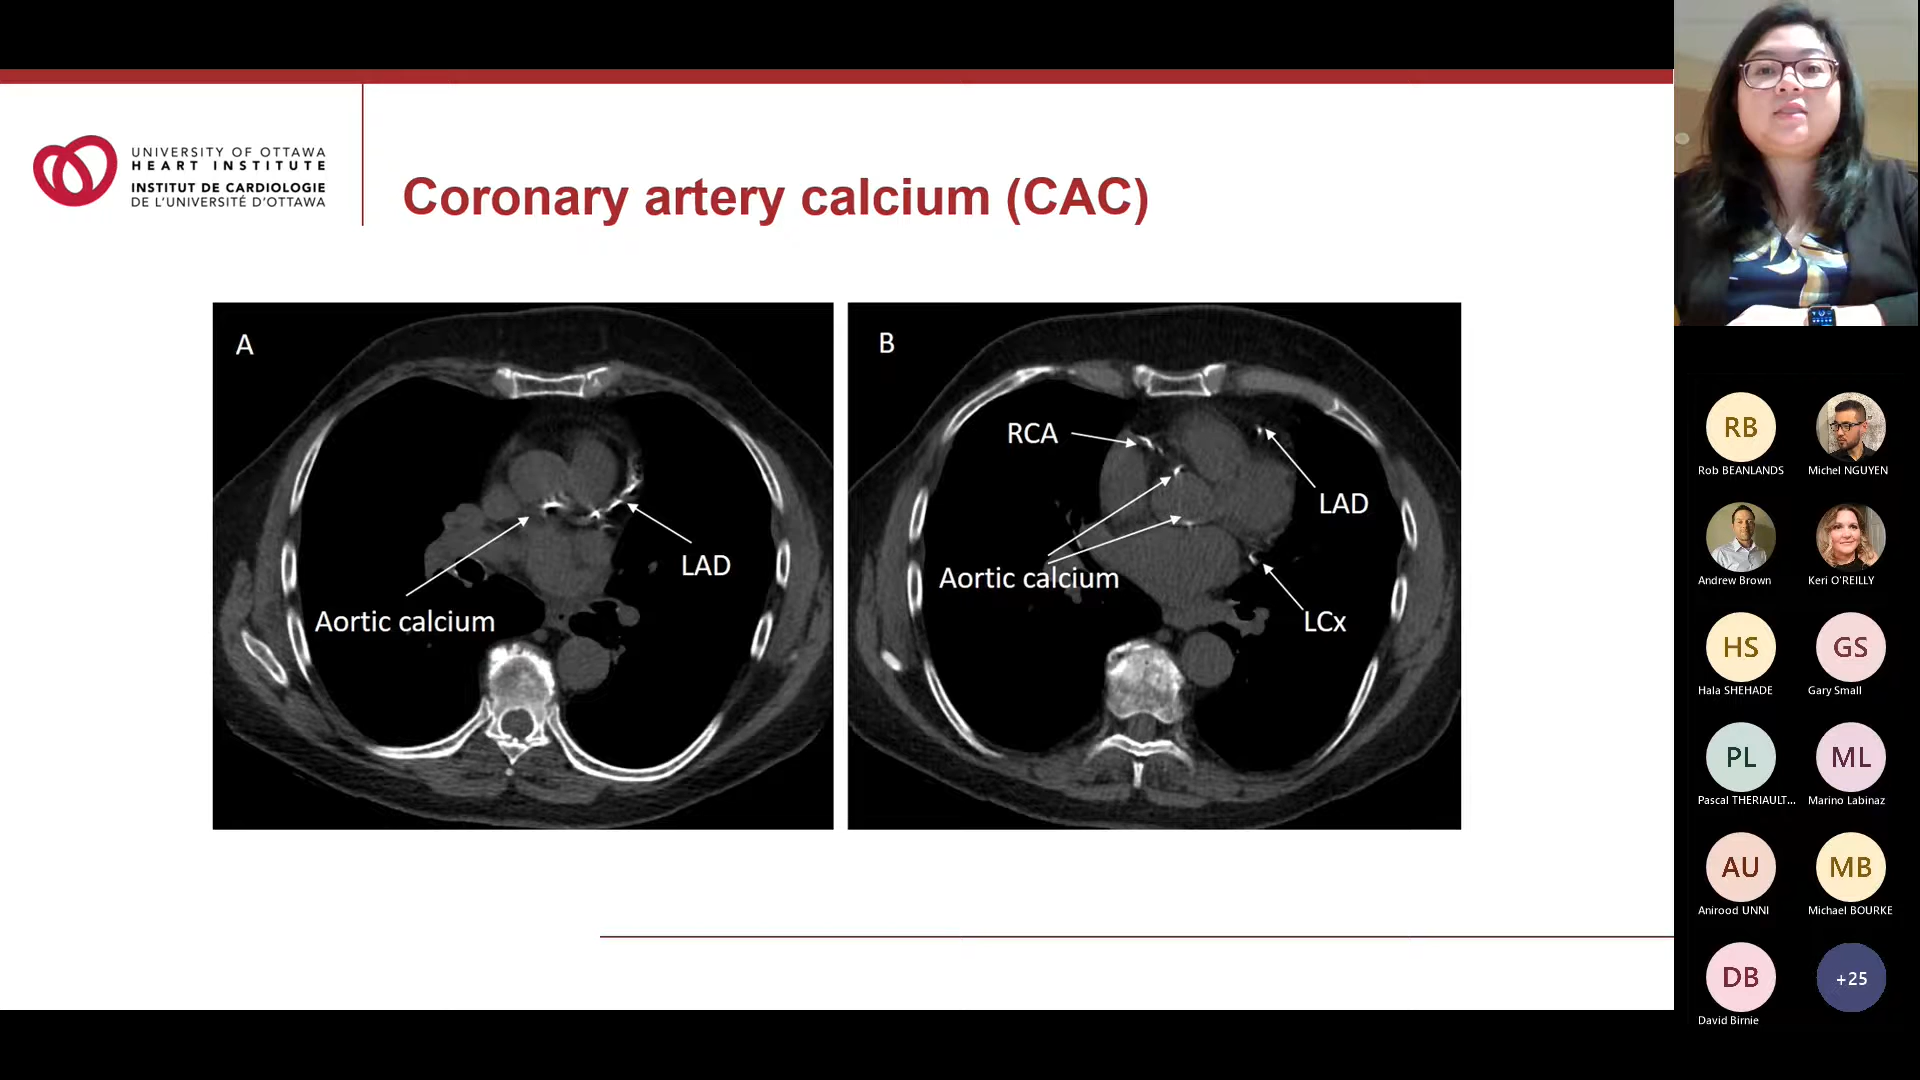 UNIVERSITY OF OTTAWA
HEART INSTITUTE
INSTITUT DE CARDIOLOGIE
DE L'UNIVERSITÉ D'OTTAWA
Coronary artery calcium (CAC)
A
LAD
Aortic calcium
B
RCA
LAD
Aortic calcium
LCx
RB
Rob BEANLANDS
Michel NGUYEN
Andrew Brown
Keri O'REILLY
HS
Hala SHEHADE
GS
Gary Small
PL
Pascal THERIAULT...
ML
Marino Labinaz
AU
Anirood UNNI
MB
Michael BOURKE
DB
David Birnie
+25